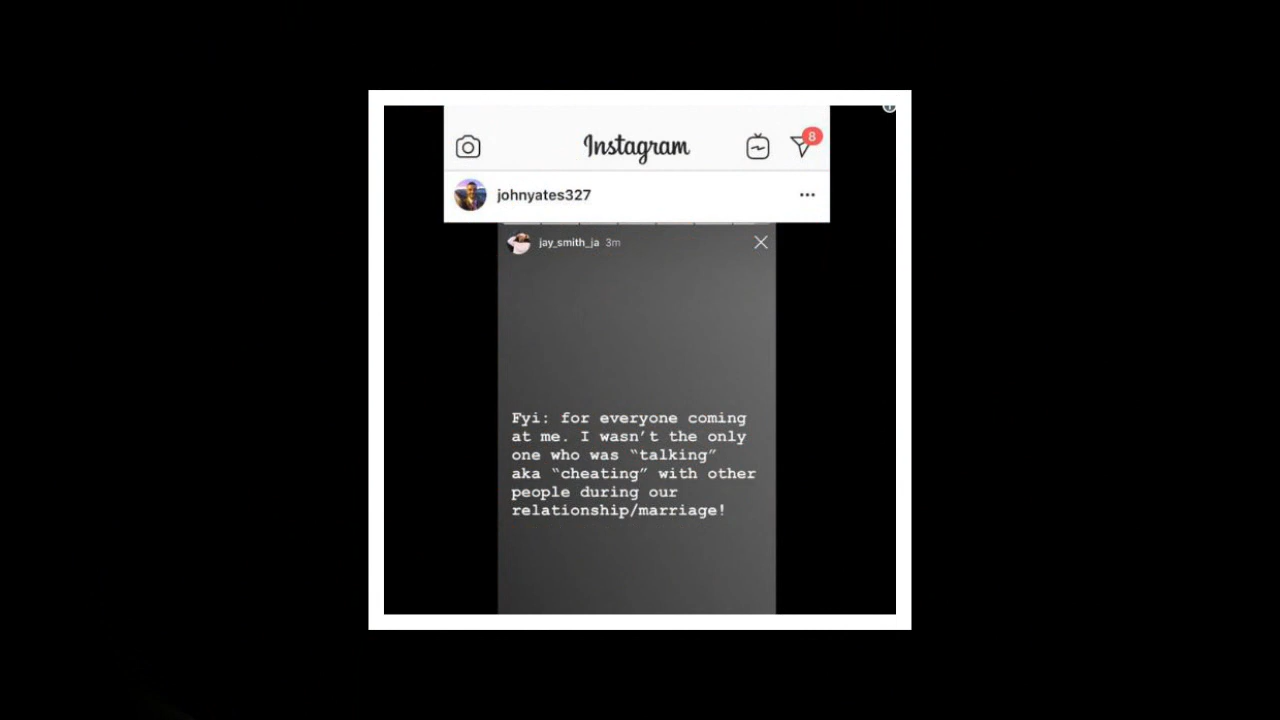 Instagram
8
johnyates327
jay_smith_ja 3m
Fyi: for everyone coming
at me. I wasn't the only
one who was “talking”
aka “cheating” with other
people during our
relationship/marriage!